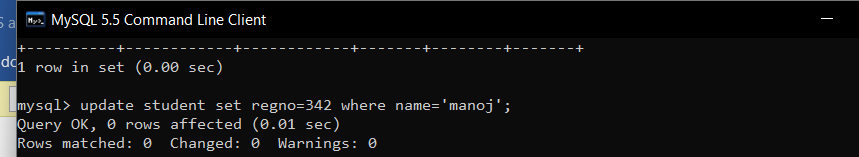 MySQL 5.5 Command Line Client
+----------+------------+------------+-------+--------+-------+
1 row in set (0.00 sec)
mysql> update student set regno=342 where name='manoj';
Query OK, 0 rows affected (0.01 sec)
Rows matched: 0  Changed: 0  Warnings: 0